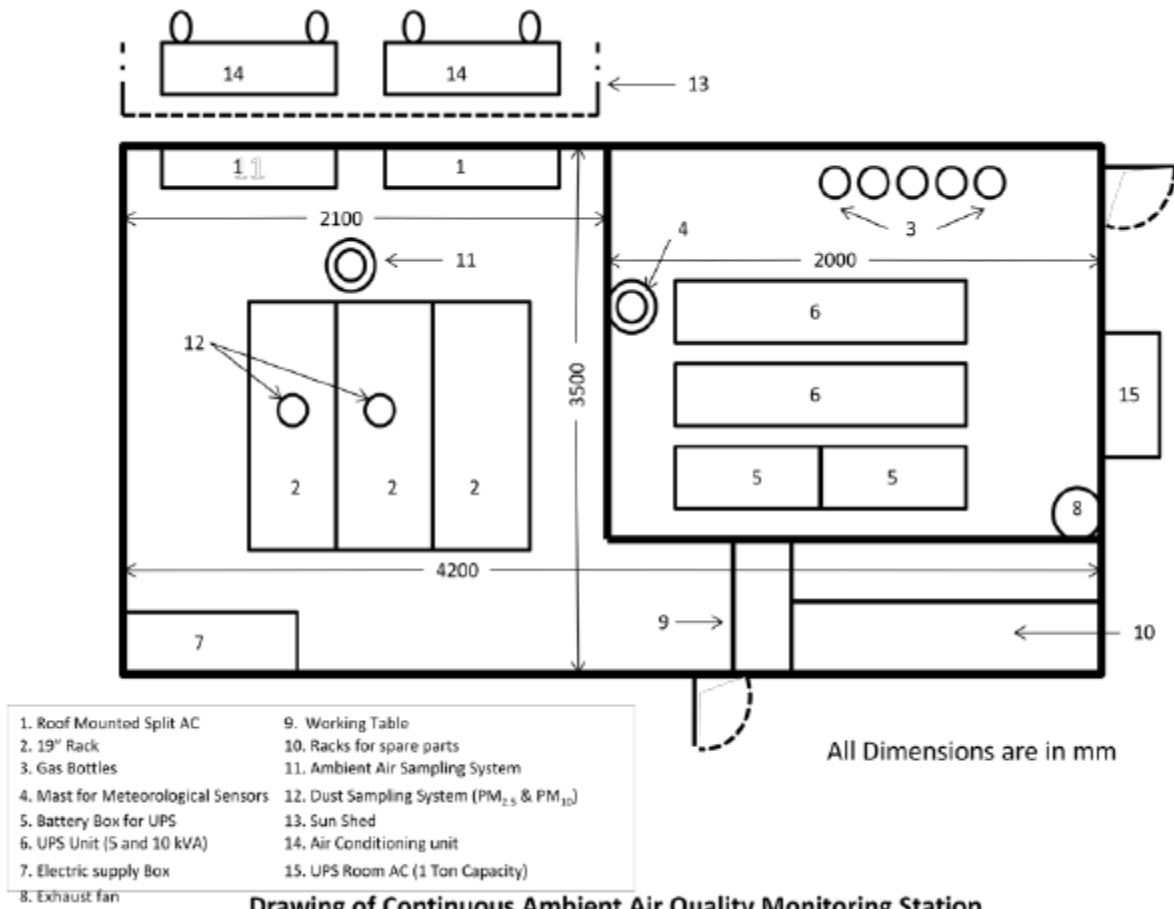 14 14
13
1 1
2100
3
4
11
2000
6
12
3500
6
15
2 2 2
5 5
8
4200
7
9
10
1. Roof Mounted Split AC
2. 19" Rack
3. Gas Bottles
4. Mast for Meteorological Sensors
5. Battery Box for UPS
6. UPS Unit (5 and 10 kVA)
7. Electric supply Box
8. Exhaust fan
9. Working Table
10. Racks for spare parts
11. Ambient Air Sampling System
12. Dust Sampling System (PM2.5 & PM10)
13. Sun Shed
14. Air Conditioning unit
15. UPS Room AC (1 Ton Capacity)
All Dimensions are in mm
Drawing of Continuous Ambient Air Quality Monitoring Station